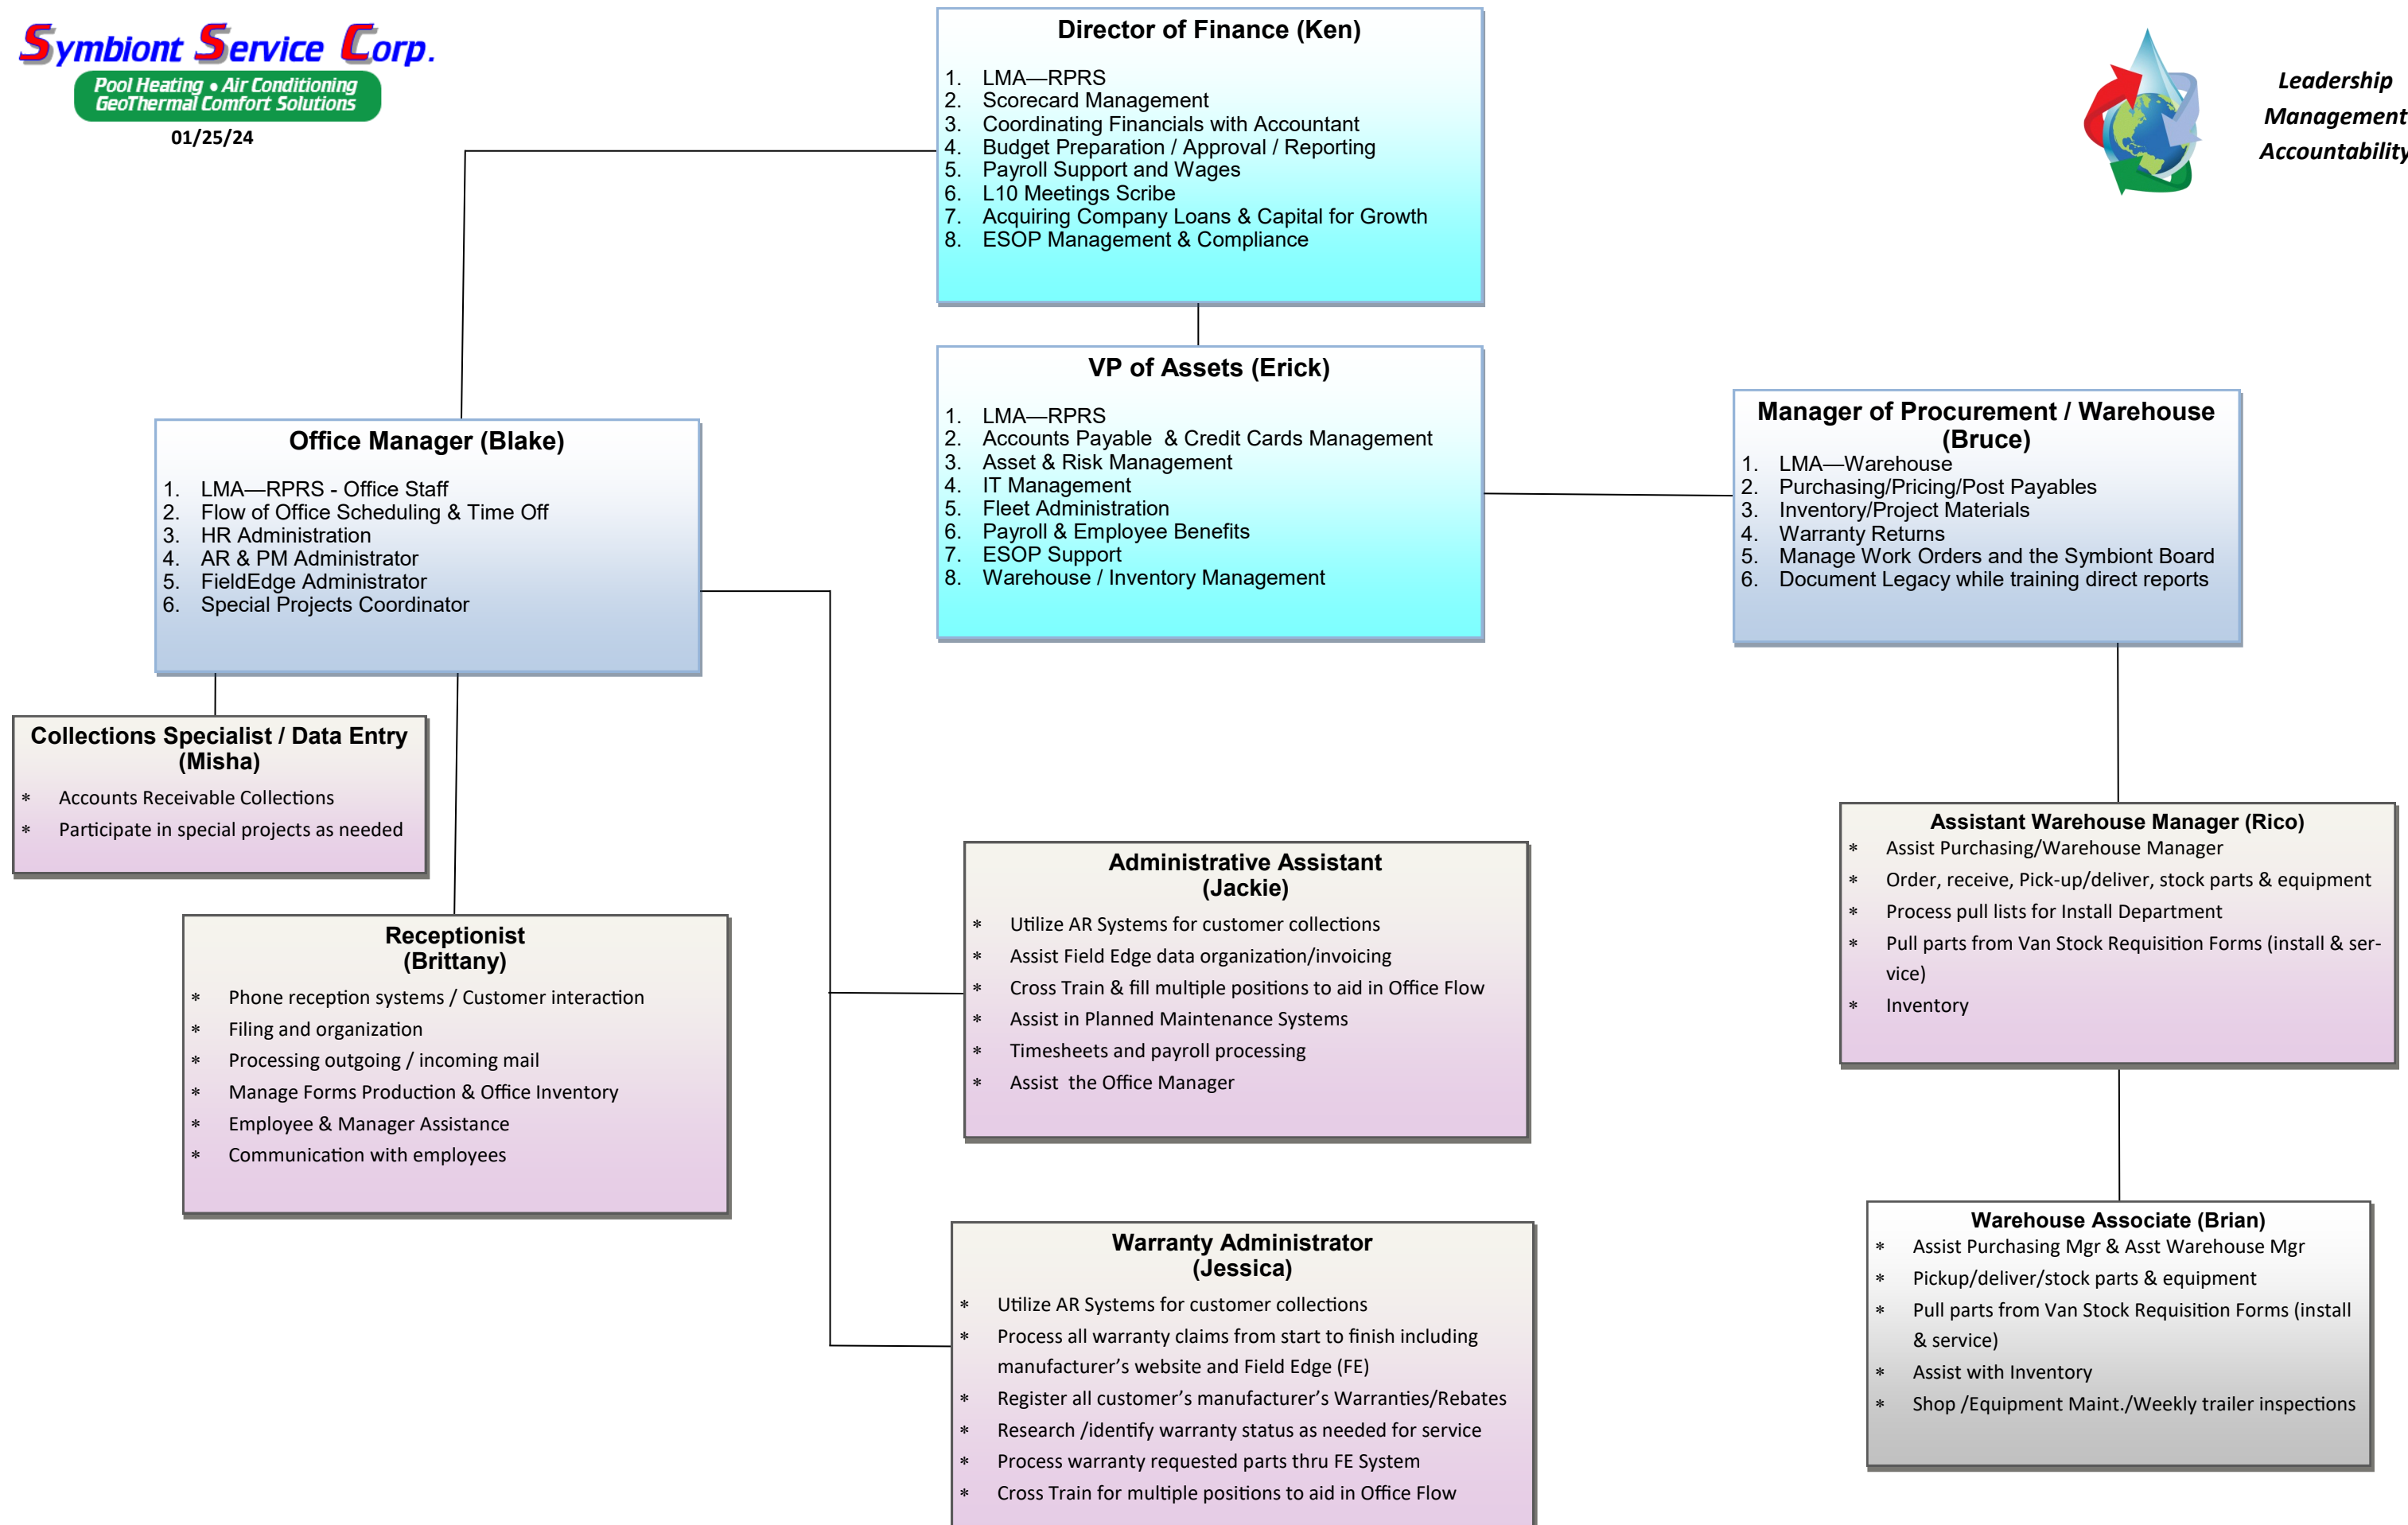 Symbiont Service Corp.
Pool Heating • Air Conditioning
GeoThermal Comfort Solutions
01/25/24
Leadership
Management
Accountability
Director of Finance (Ken)
1. LMA—RPRS
2. Scorecard Management
3. Coordinating Financials with Accountant
4. Budget Preparation / Approval / Reporting
5. Payroll Support and Wages
6. L10 Meetings Scribe
7. Acquiring Company Loans & Capital for Growth
8. ESOP Management & Compliance
VP of Assets (Erick)
1. LMA—RPRS
2. Accounts Payable & Credit Cards Management
3. Asset & Risk Management
4. IT Management
5. Fleet Administration
6. Payroll & Employee Benefits
7. ESOP Support
8. Warehouse / Inventory Management
Office Manager (Blake)
1. LMA—RPRS - Office Staff
2. Flow of Office Scheduling & Time Off
3. HR Administration
4. AR & PM Administrator
5. FieldEdge Administrator
6. Special Projects Coordinator
Manager of Procurement / Warehouse
(Bruce)
1. LMA—Warehouse
2. Purchasing/Pricing/Post Payables
3. Inventory/Project Materials
4. Warranty Returns
5. Manage Work Orders and the Symbiont Board
6. Document Legacy while training direct reports
Collections Specialist / Data Entry
(Misha)
* Accounts Receivable Collections
* Participate in special projects as needed
Receptionist
(Brittany)
* Phone reception systems / Customer interaction
* Filing and organization
* Processing outgoing / incoming mail
* Manage Forms Production & Office Inventory
* Employee & Manager Assistance
* Communication with employees
Administrative Assistant
(Jackie)
* Utilize AR Systems for customer collections
* Assist Field Edge data organization/invoicing
* Cross Train & fill multiple positions to aid in Office Flow
* Assist in Planned Maintenance Systems
* Timesheets and payroll processing
* Assist the Office Manager
Warranty Administrator
(Jessica)
* Utilize AR Systems for customer collections
* Process all warranty claims from start to finish including
manufacturer's website and Field Edge (FE)
* Register all customer's manufacturer's Warranties/Rebates
* Research /identify warranty status as needed for service
* Process warranty requested parts thru FE System
* Cross Train for multiple positions to aid in Office Flow
Assistant Warehouse Manager (Rico)
* Assist Purchasing/Warehouse Manager
* Order, receive, Pick-up/deliver, stock parts & equipment
* Process pull lists for Install Department
* Pull parts from Van Stock Requisition Forms (install & ser-
vice)
* Inventory
Warehouse Associate (Brian)
* Assist Purchasing Mgr & Asst Warehouse Mgr
* Pickup/deliver/stock parts & equipment
* Pull parts from Van Stock Requisition Forms (install
& service)
* Assist with Inventory
* Shop /Equipment Maint./Weekly trailer inspections